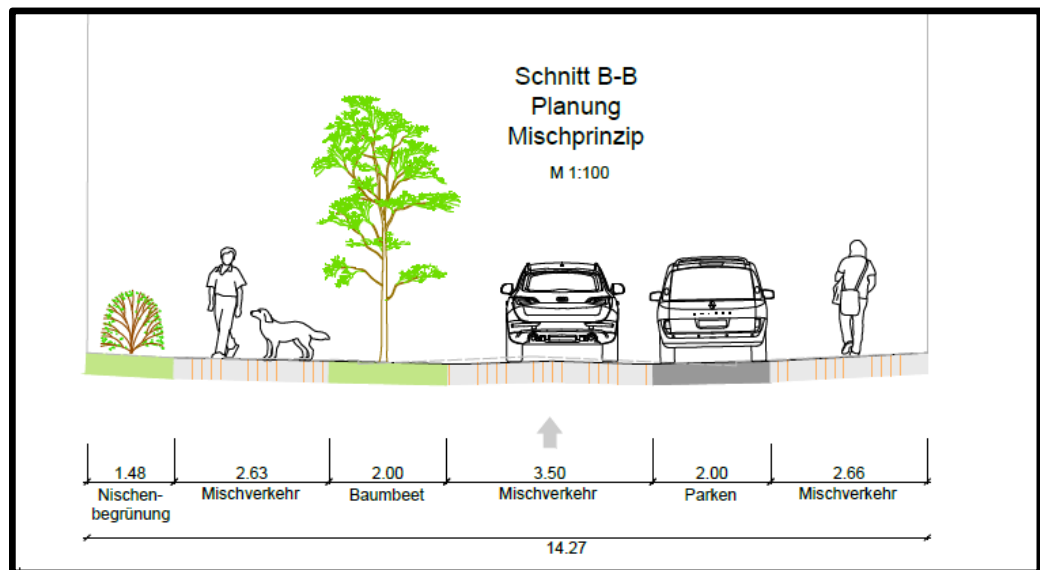 Schnitt B-B
Planung
Mischprinzip
M 1:100
1.48 2.63 2.00 3.50 2.00 2.66
Nischen- Mischverkehr Baumbeet Mischverkehr Parken Mischverkehr
begrünung
14.27